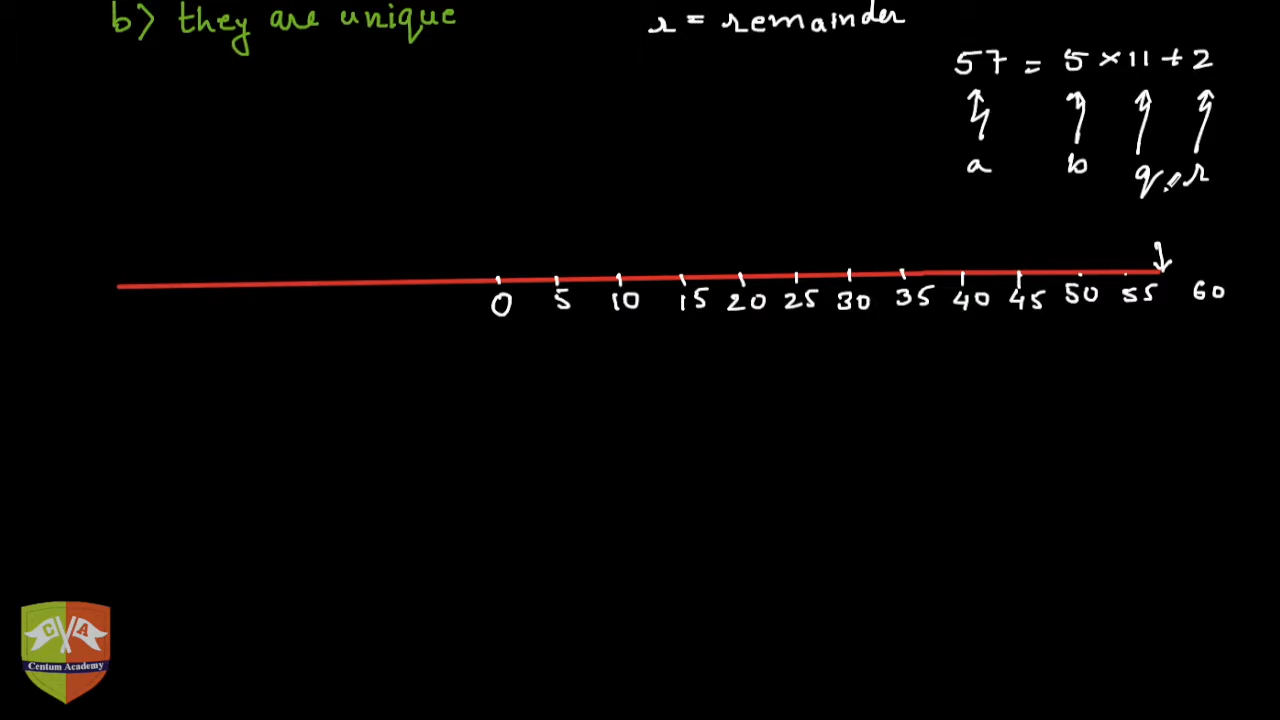 b) they are unique
r = remainder
57 = 5 × 11 + 2
a b q, r
0 5 10 15 20 25 30 35 40 45 50 55 60
C A
Centum Academy